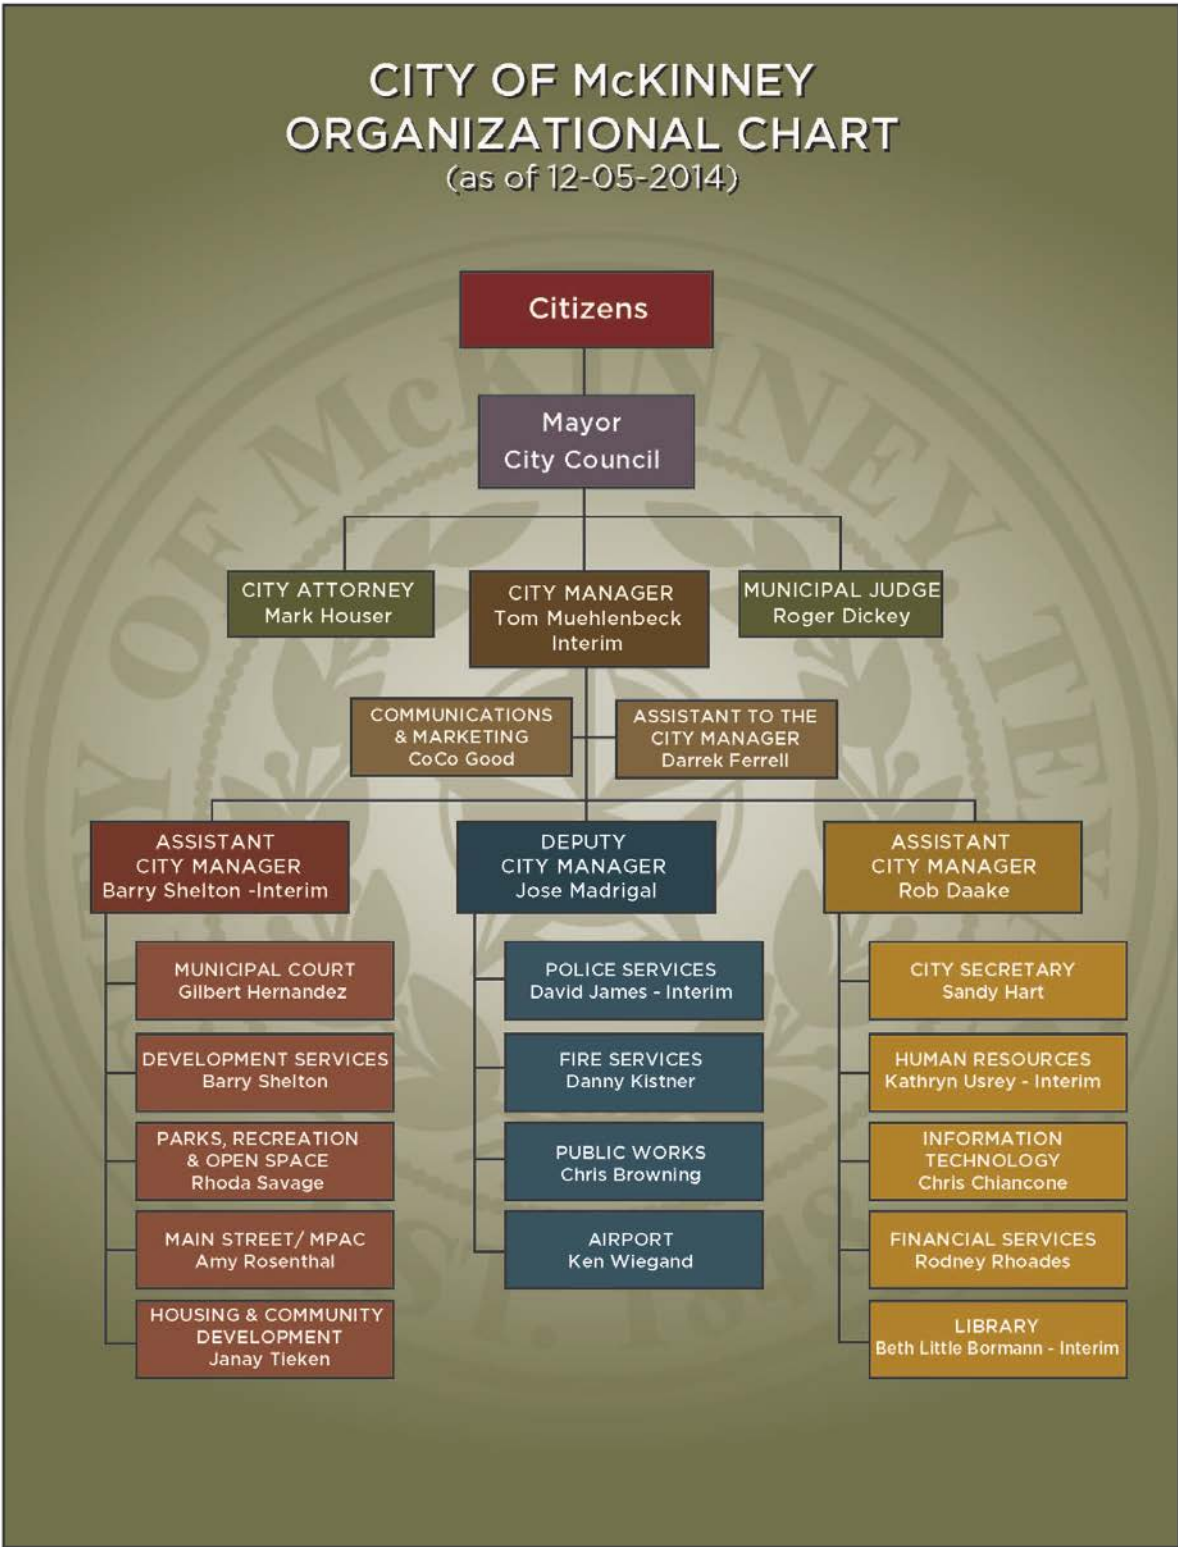 CITY OF McKINNEY
ORGANIZATIONAL CHART
(as of 12-05-2014)
Citizens
Mayor
City Council
CITY ATTORNEY
Mark Houser
CITY MANAGER
Tom Muehlenbeck
Interim
MUNICIPAL JUDGE
Roger Dickey
COMMUNICATIONS
& MARKETING
CoCo Good
ASSISTANT TO THE
CITY MANAGER
Darrek Ferrell
ASSISTANT
CITY MANAGER
Barry Shelton -Interim
MUNICIPAL COURT
Gilbert Hernandez
DEVELOPMENT SERVICES
Barry Shelton
PARKS, RECREATION
& OPEN SPACE
Rhoda Savage
MAIN STREET/ MPAC
Amy Rosenthal
HOUSING & COMMUNITY
DEVELOPMENT
Janay Tieken
DEPUTY
CITY MANAGER
Jose Madrigal
POLICE SERVICES
David James - Interim
FIRE SERVICES
Danny Kistner
PUBLIC WORKS
Chris Browning
AIRPORT
Ken Wiegand
ASSISTANT
CITY MANAGER
Rob Daake
CITY SECRETARY
Sandy Hart
HUMAN RESOURCES
Kathryn Usrey - Interim
INFORMATION
TECHNOLOGY
Chris Chiancone
FINANCIAL SERVICES
Rodney Rhoades
LIBRARY
Beth Little Bormann - Interim